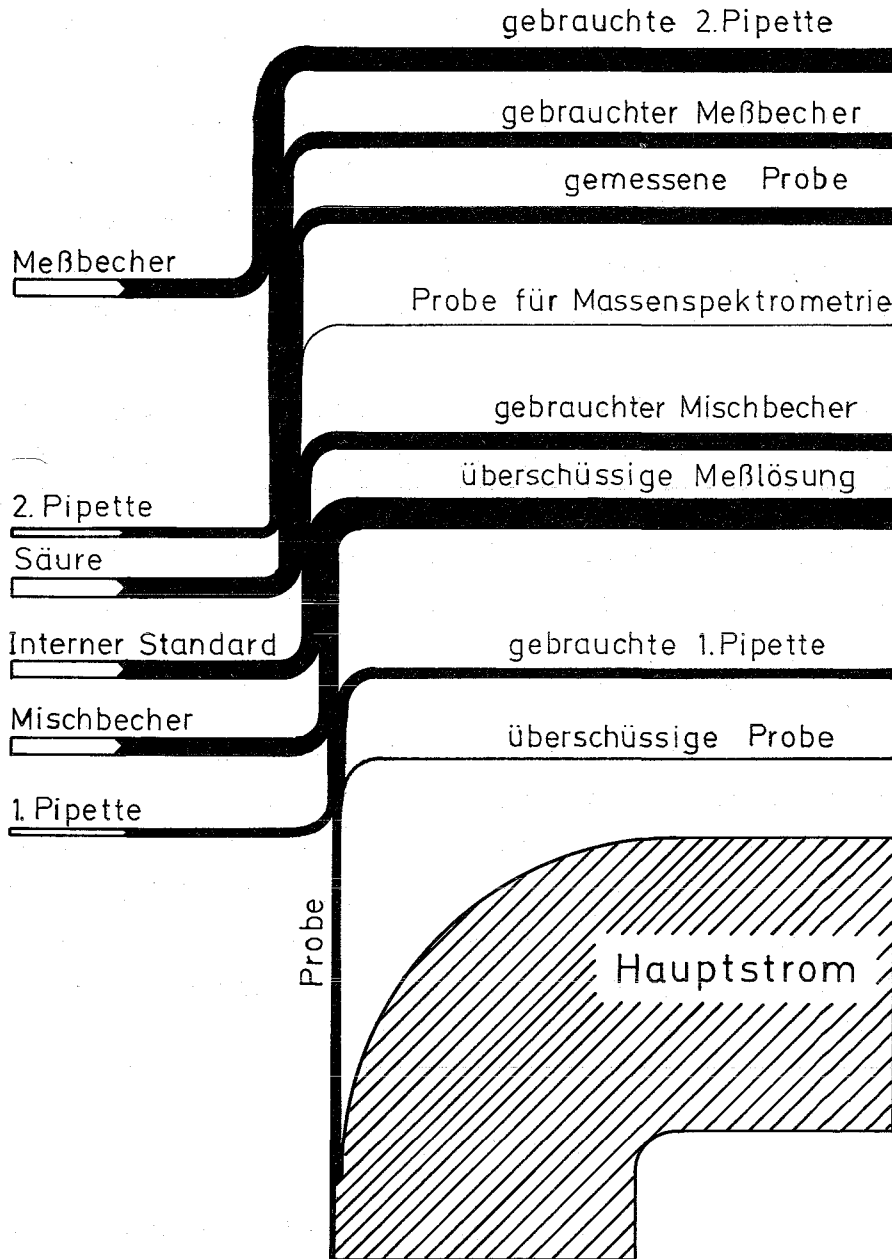 gebrauchte 2.Pipette
gebrauchter Meßbecher
gemessene Probe
Meßbecher
Probe für Massenspektrometrie
gebrauchter Mischbecher
überschüssige Meßlösung
2. Pipette
Säure
Interner Standard
gebrauchte 1.Pipette
Mischbecher
überschüssige Probe
1. Pipette
Probe
Hauptstrom